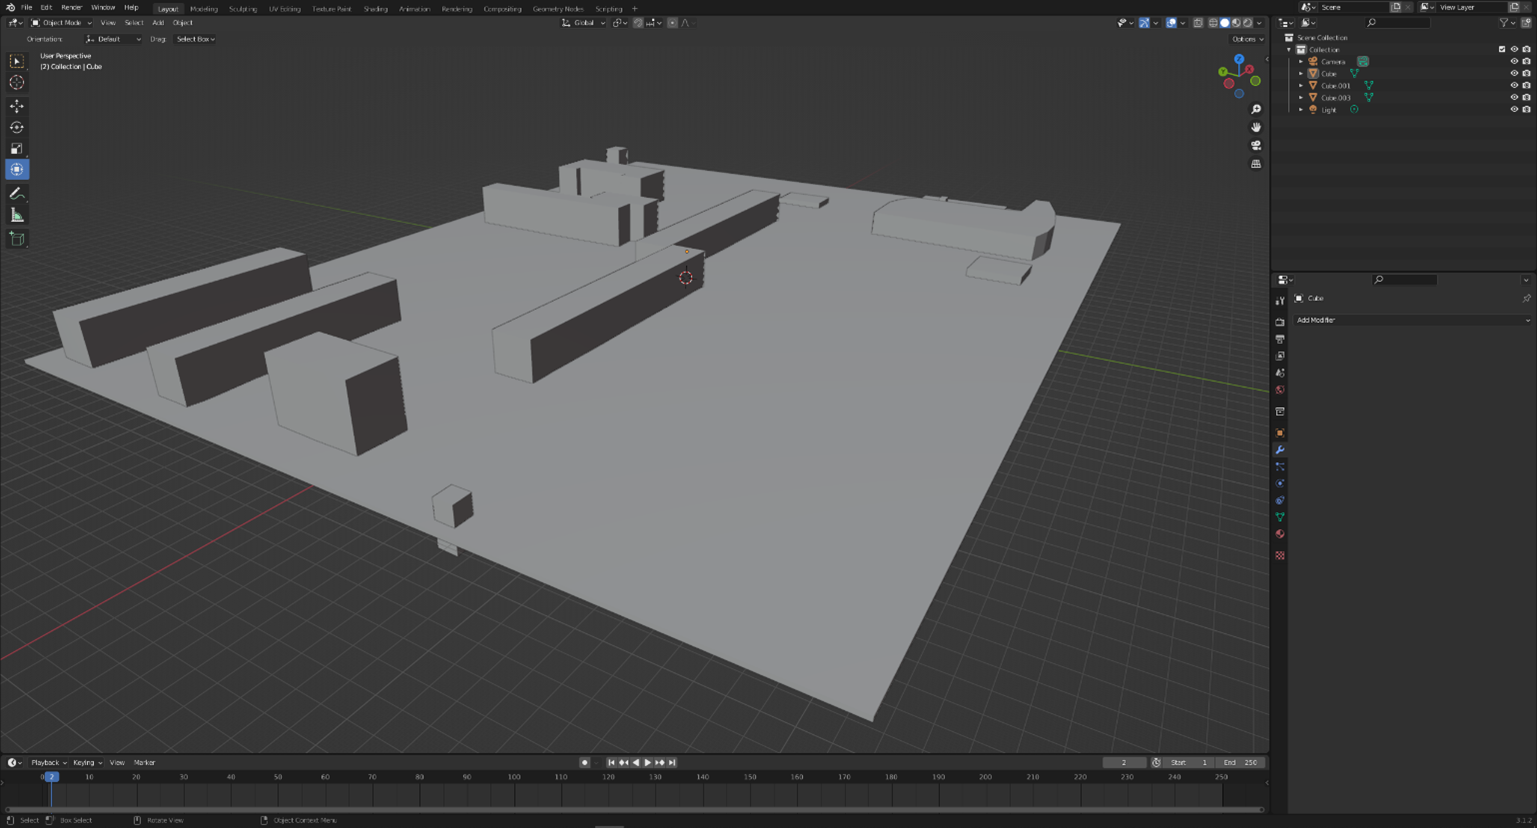 File Edit Render Window Help Layout Modeling Sculpting UV Editing Texture Paint Shading Animation Rendering Compositing Geometry Nodes Scripting + Scene View Layer
Object Mode View Select Add Object Global
Orientation: Default Drag: Select Box Options
User Perspective
(2) Collection | Cube
Z
Y
X
Scene Collection
Collection
Camera
Cube
Cube.001
Cube.003
Light
Cube
Add Modifier
Playback Keying View Marker 2 Start 1 End 250
0 2 10 20 30 40 50 60 70 80 90 100 110 120 130 140 150 160 170 180 190 200 210 220 230 240 250
Select Box Select Rotate View Object Context Menu 3.1.2